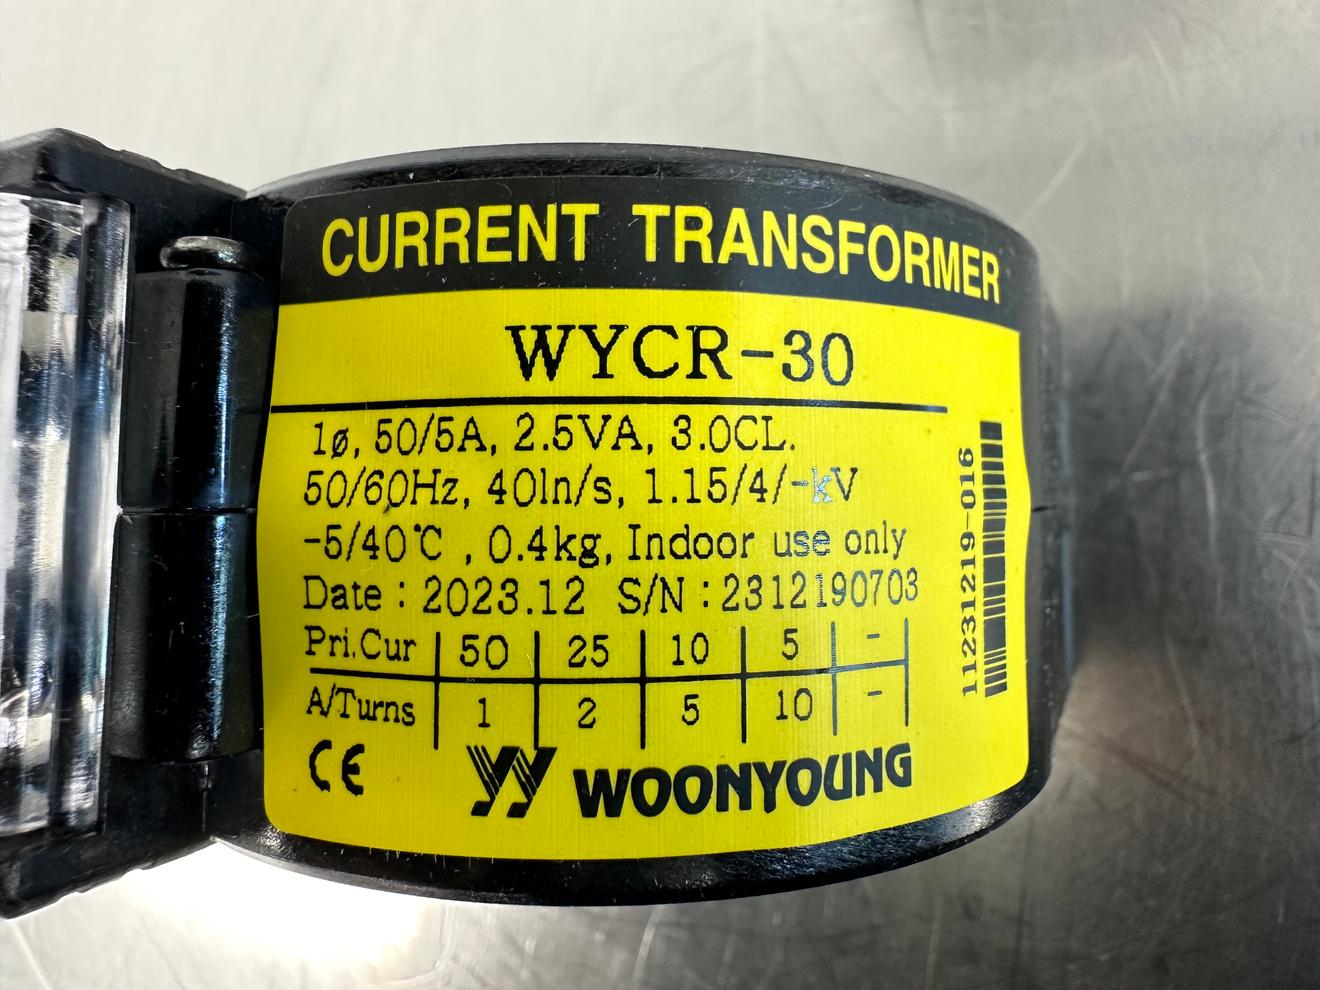 CURRENT TRANSFORMER
WYCR-30
1ø, 50/5A, 2.5VA, 3.0CL.
50/60Hz, 40ln/s, 1.15/4/-kV
-5/40℃ , 0.4kg, Indoor use only
Date : 2023.12 S/N : 2312190703
Pri.Cur 50 25 10 5 -
A/Turns 1 2 5 10 -
CE WOONYOUNG
11231219-016